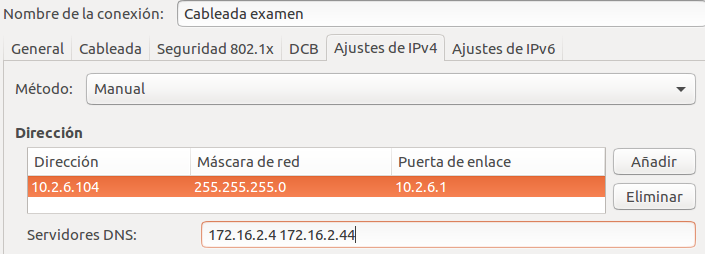 Nombre de la conexión: Cableada examen
General Cableada Seguridad 802.1x DCB Ajustes de IPv4 Ajustes de IPv6
Método: Manual
Dirección
Dirección Máscara de red Puerta de enlace Añadir
10.2.6.104 255.255.255.0 10.2.6.1 Eliminar
Servidores DNS: 172.16.2.4 172.16.2.44